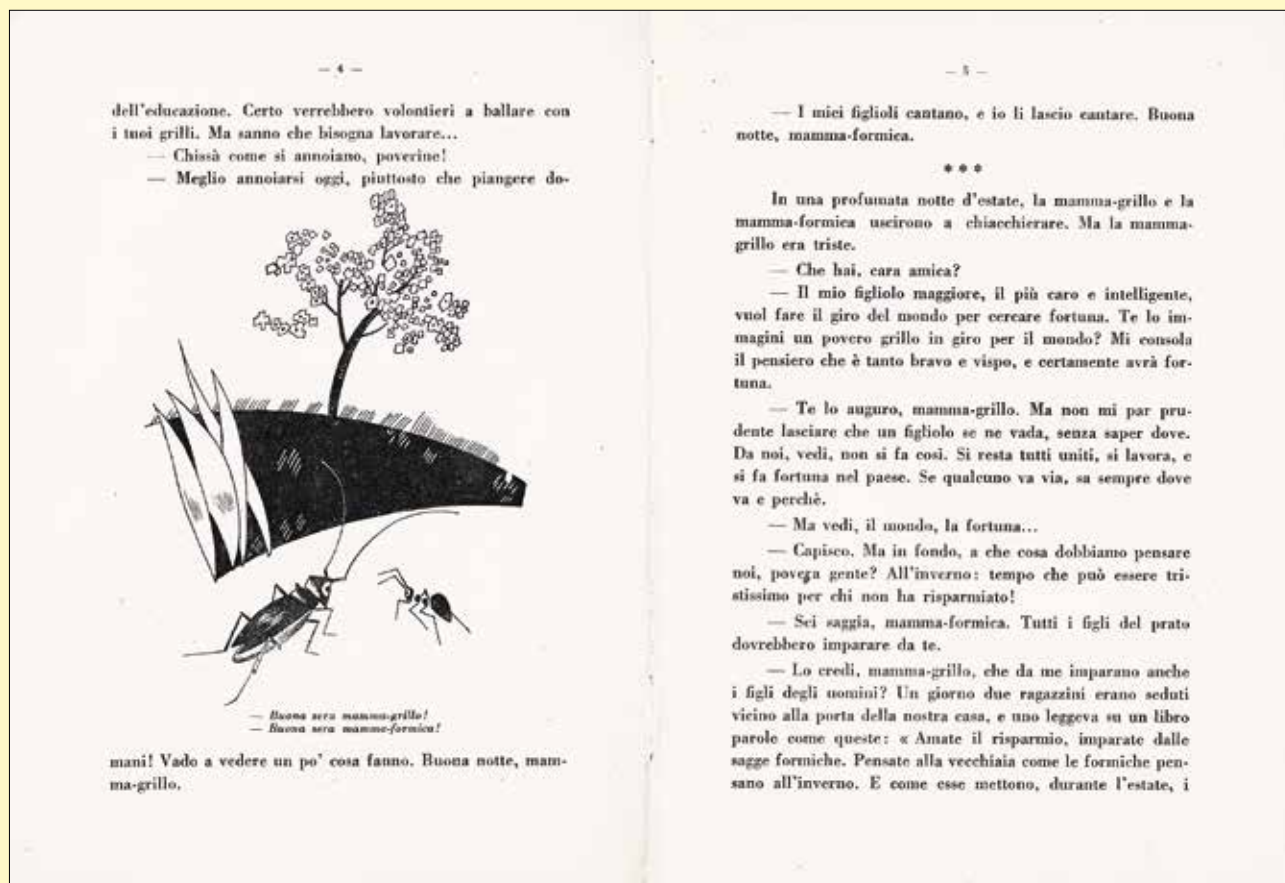 — 4 —
dell'educazione. Certo verrebbero volontieri a ballare con
i tuoi grilli. Ma sanno che bisogna lavorare...
— Chissà come si annoiano, poverine!
— Meglio annoiarsi oggi, piuttosto che piangere do-
— Buona sera mamma-grillo!
— Buona sera mamma-formica!
mani! Vado a vedere un po' cosa fanno. Buona notte, mam-
ma-grillo.
— 5 —
— I miei figlioli cantano, e io li lascio cantare. Buona
notte, mamma-formica.
* * *
In una profumata notte d'estate, la mamma-grillo e la
mamma-formica uscirono a chiacchierare. Ma la mamma-
grillo era triste.
— Che hai, cara amica?
— Il mio figliolo maggiore, il più caro e intelligente,
vuol fare il giro del mondo per cercare fortuna. Te lo im-
magini un povero grillo in giro per il mondo? Mi consola
il pensiero che è tanto bravo e vispo, e certamente avrà for-
tuna.
— Te lo auguro, mamma-grillo. Ma non mi par pru-
dente lasciare che un figliolo se ne vada, senza saper dove.
Da noi, vedi, non si fa così. Si resta tutti uniti, si lavora, e
si fa fortuna nel paese. Se qualcuno va via, sa sempre dove
va e perchè.
— Ma vedi, il mondo, la fortuna...
— Capisco. Ma in fondo, a che cosa dobbiamo pensare
noi, povera gente? All'inverno: tempo che può essere tri-
stissimo per chi non ha risparmiato!
— Sei saggia, mamma-formica. Tutti i figli del prato
dovrebbero imparare da te.
— Lo credi, mamma-grillo, che da me imparano anche
i figli degli uomini? Un giorno due ragazzini erano seduti
vicino alla porta della nostra casa, e uno leggeva su un libro
parole come queste: « Amate il risparmio, imparate dalle
sagge formiche. Pensate alla vecchiaia come le formiche pen-
sano all'inverno. E come esse mettono, durante l'estate, i